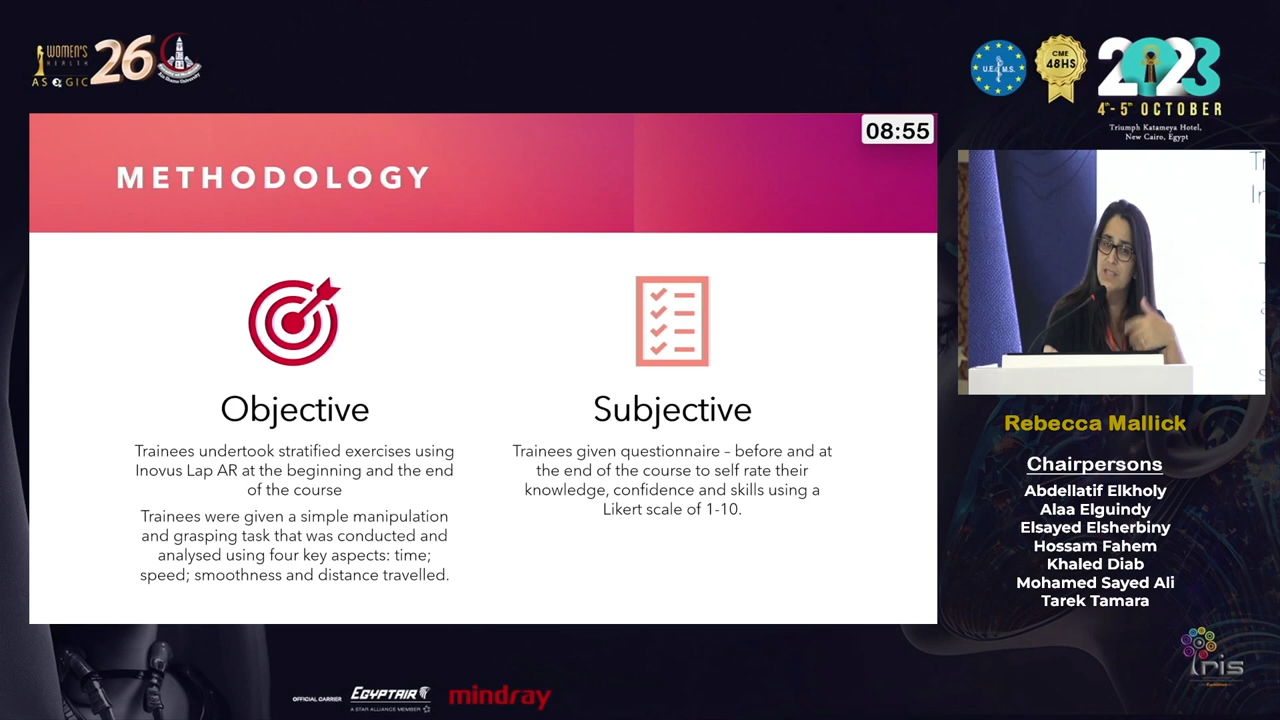 WOMEN'S
HEALTH
ASOGIC
26
U.E.M.S.
CME
48HS
2023
4th - 5th OCTOBER
Triumph Katameya Hotel,
New Cairo, Egypt
08:55
METHODOLOGY
Objective
Trainees undertook stratified exercises using
Inovus Lap AR at the beginning and the end
of the course
Trainees were given a simple manipulation
and grasping task that was conducted and
analysed using four key aspects: time;
speed; smoothness and distance travelled.
Subjective
Trainees given questionnaire – before and at
the end of the course to self rate their
knowledge, confidence and skills using a
Likert scale of 1-10.
Rebecca Mallick
Chairpersons
Abdellatif Elkholy
Alaa Elguindy
Elsayed Elsherbiny
Hossam Fahem
Khaled Diab
Mohamed Sayed Ali
Tarek Tamara
iris
OFFICIAL CARRIER
EGYPTAIR
A STAR ALLIANCE MEMBER
mindray